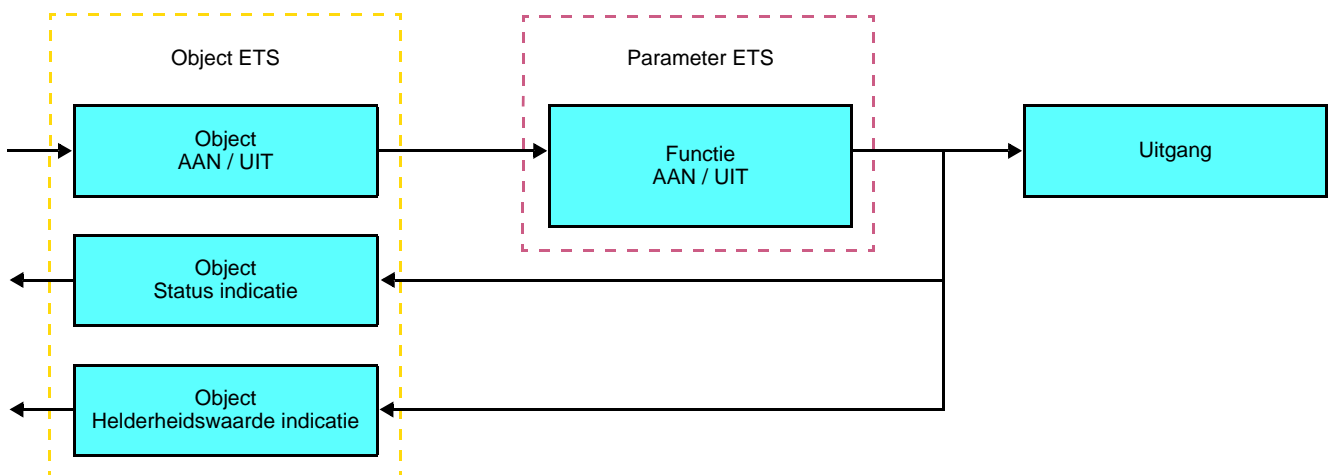 Object ETS
Parameter ETS
Object
AAN / UIT
Functie
AAN / UIT
Uitgang
Object
Status indicatie
Object
Helderheidswaarde indicatie